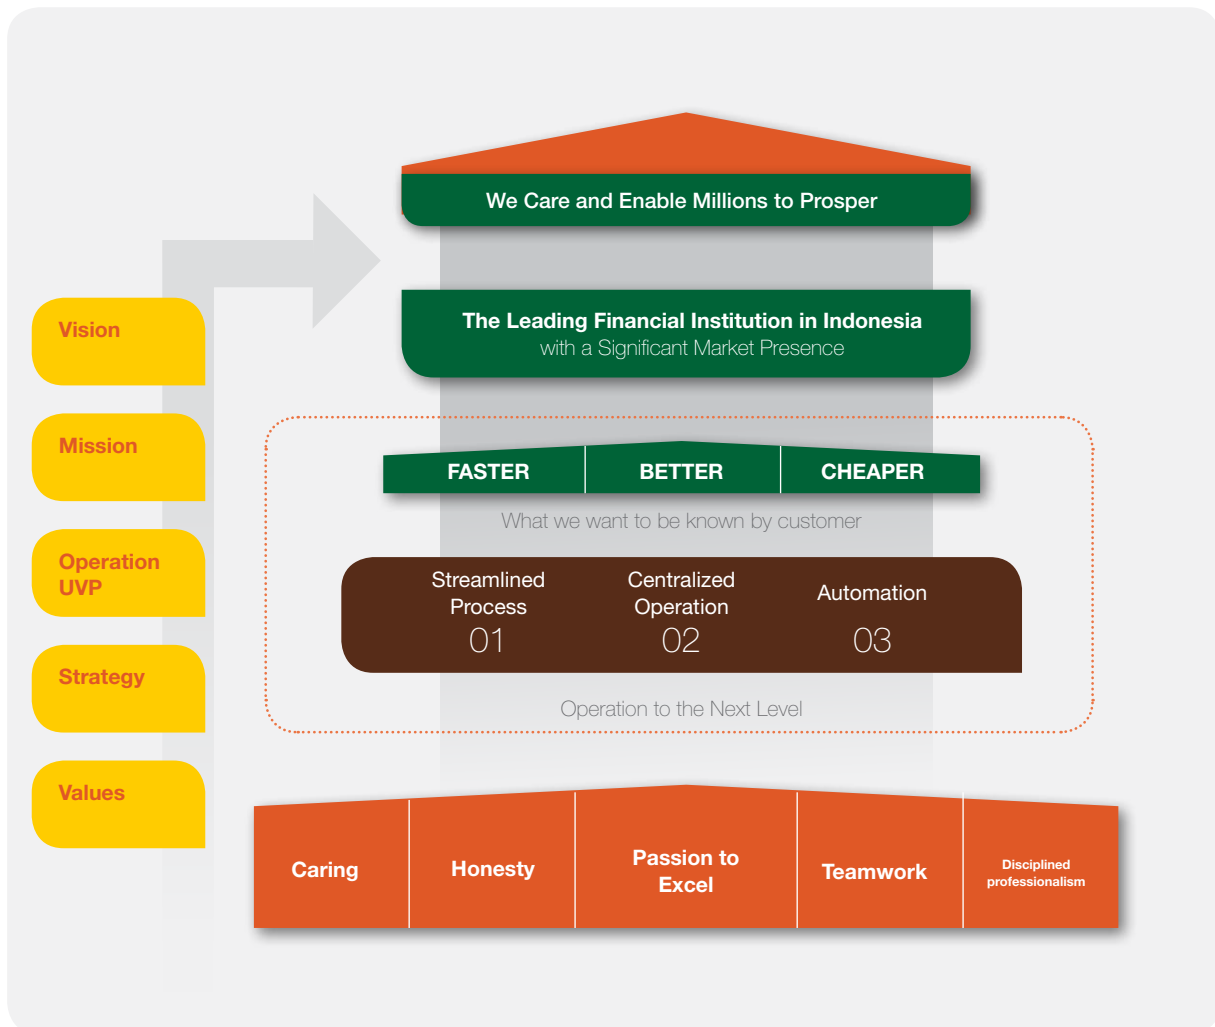 We Care and Enable Millions to Prosper
The Leading Financial Institution in Indonesia
with a Significant Market Presence
Vision
Mission
Operation
UVP
Strategy
Values
FASTER
BETTER
CHEAPER
What we want to be known by customer
Streamlined
Process
01
Centralized
Operation
02
Automation
03
Operation to the Next Level
Caring
Honesty
Passion to
Excel
Teamwork
Disciplined
professionalism